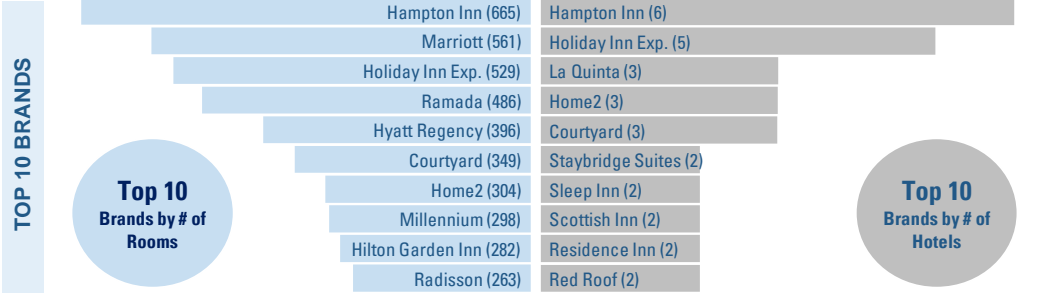 TOP 10 BRANDS
Hampton Inn (665)
Marriott (561)
Holiday Inn Exp. (529)
Ramada (486)
Hyatt Regency (396)
Courtyard (349)
Home2 (304)
Millennium (298)
Hilton Garden Inn (282)
Radisson (263)
Top 10
Brands by # of
Rooms
Hampton Inn (6)
Holiday Inn Exp. (5)
La Quinta (3)
Home2 (3)
Courtyard (3)
Staybridge Suites (2)
Sleep Inn (2)
Scottish Inn (2)
Residence Inn (2)
Red Roof (2)
Top 10
Brands by # of
Hotels